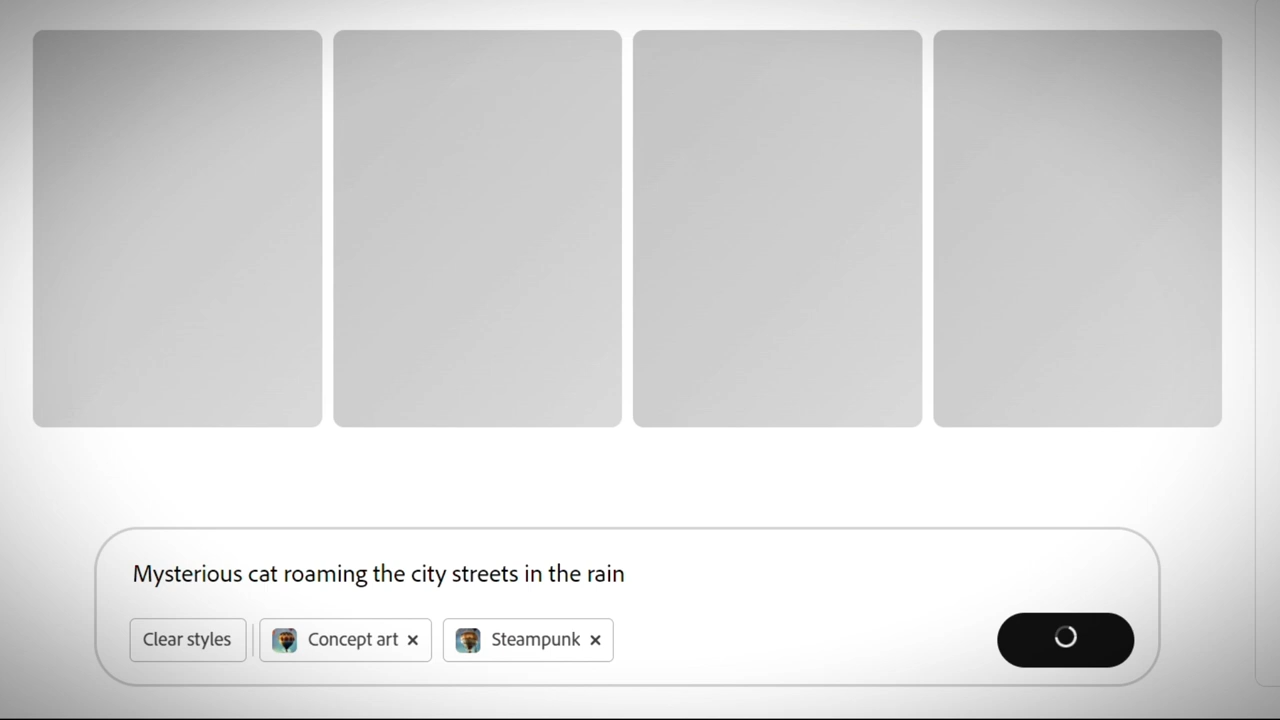 Mysterious cat roaming the city streets in the rain
Clear styles Concept art × Steampunk ×